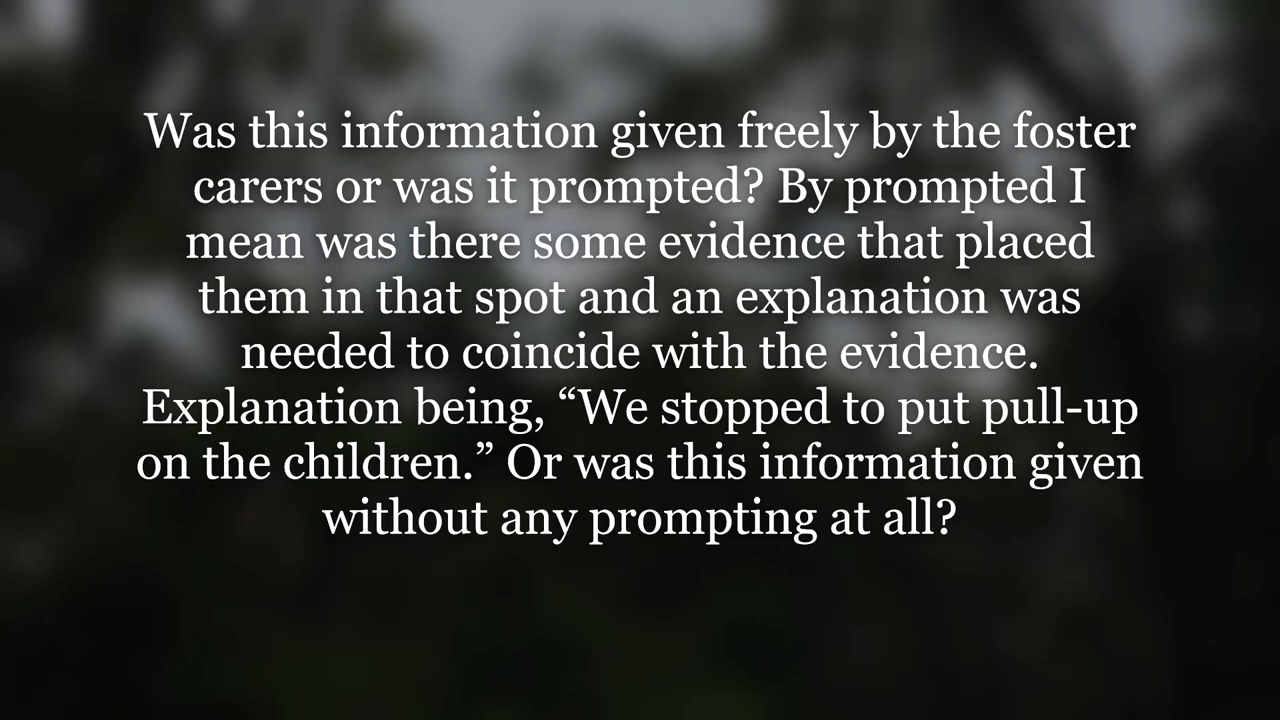 Was this information given freely by the foster
carers or was it prompted? By prompted I
mean was there some evidence that placed
them in that spot and an explanation was
needed to coincide with the evidence.
Explanation being, “We stopped to put pull-up
on the children.” Or was this information given
without any prompting at all?